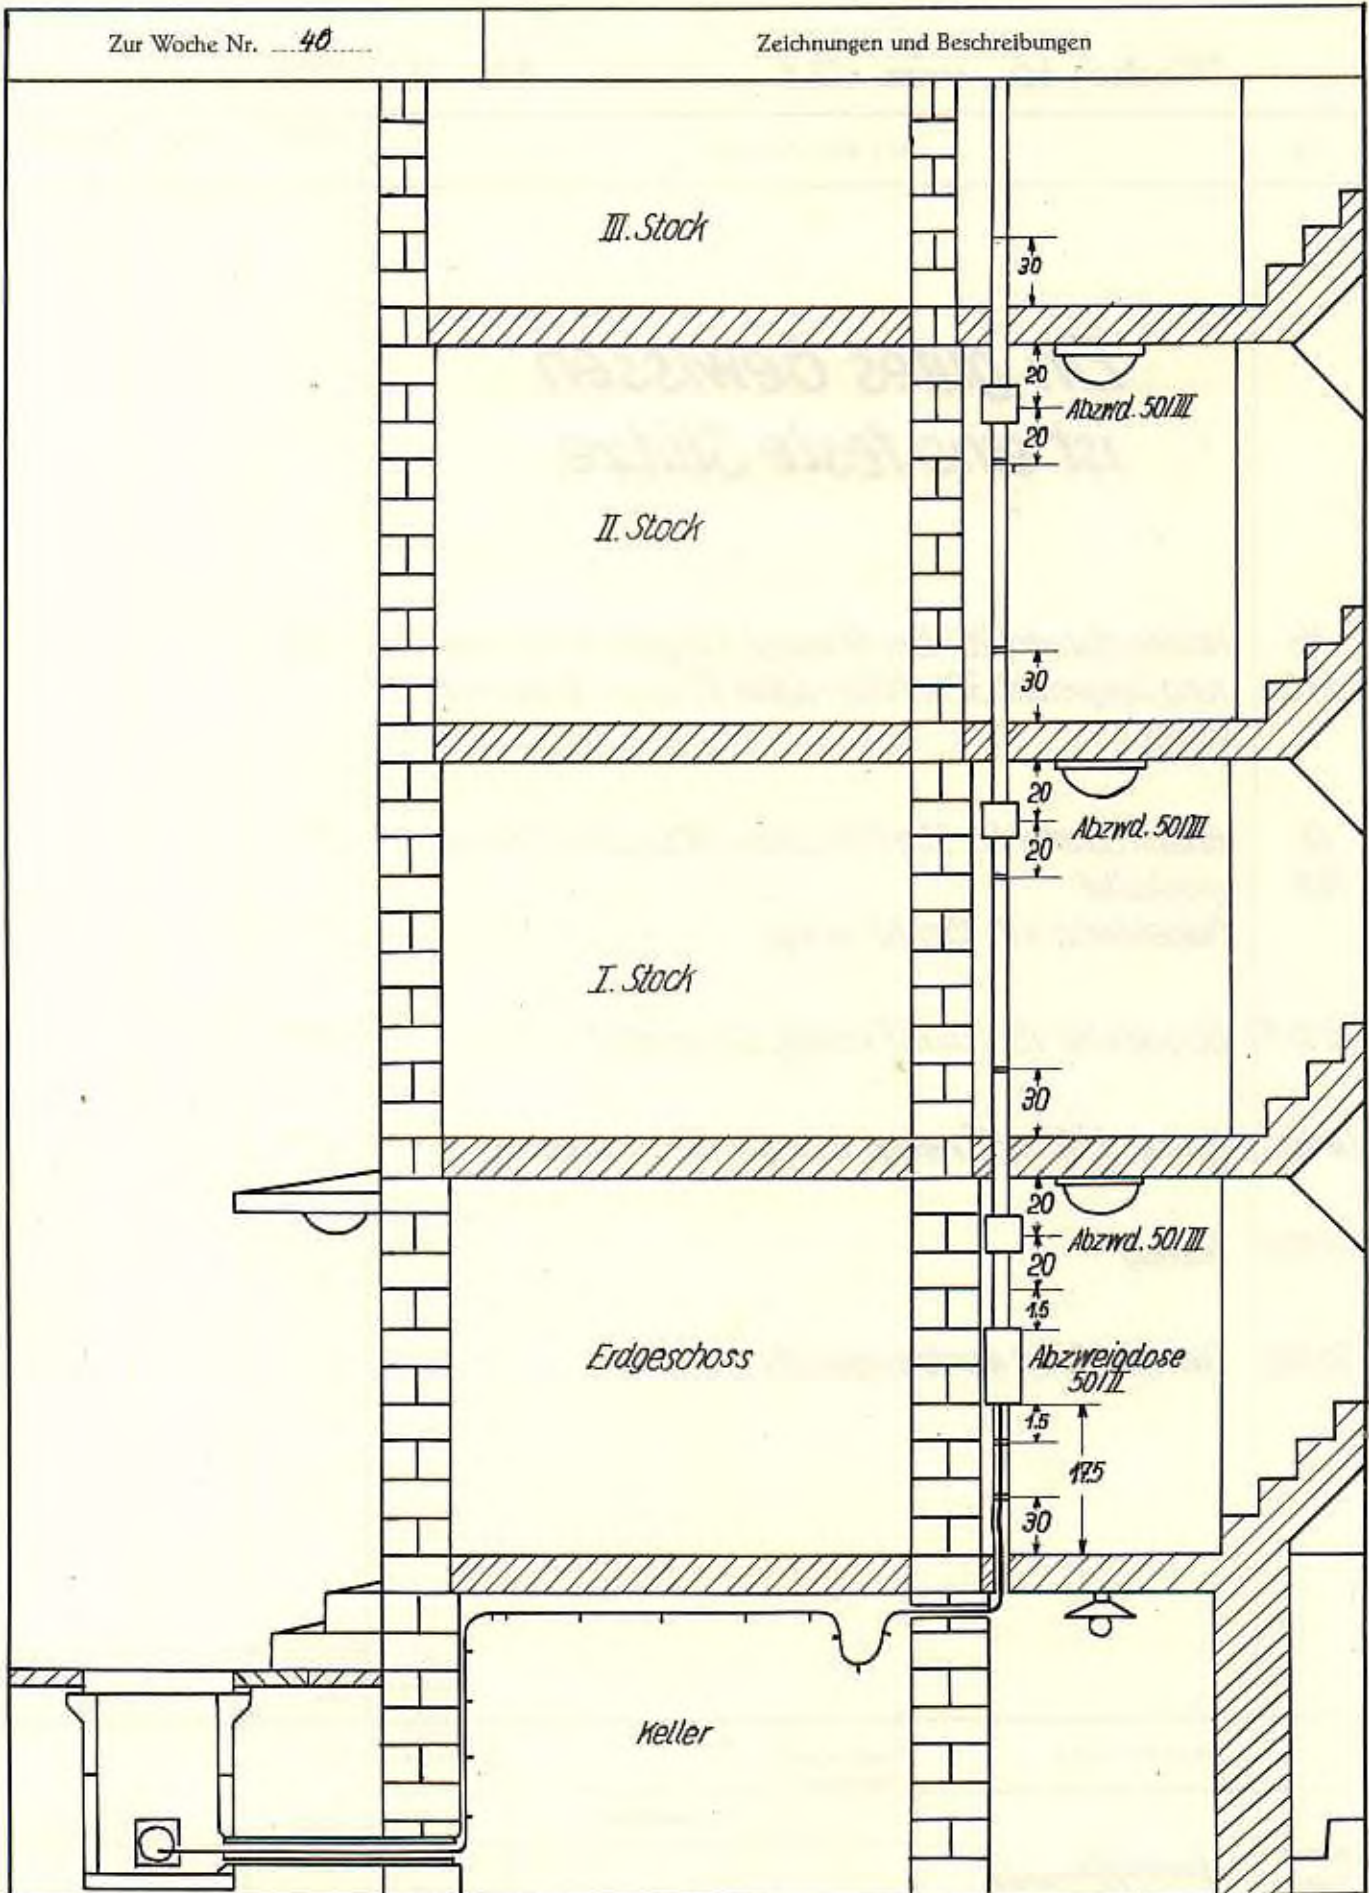 Zur Woche Nr. 40
Zeichnungen und Beschreibungen
III. Stock
30
20
Abzwd. 50/III
20
II. Stock
30
20
Abzwd. 50/III
20
I. Stock
30
20
Abzwd. 50/III
20
1.5
Erdgeschoss
Abzweigdose
50/II
1.5
17.5
30
Keller